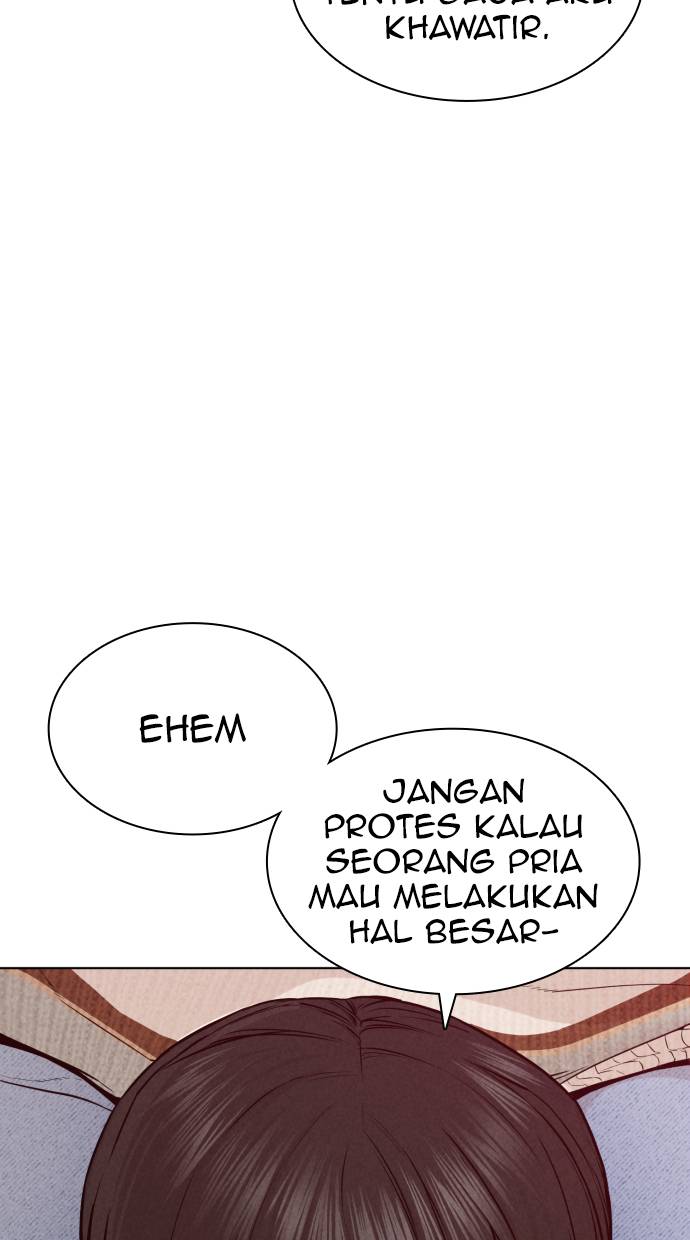 KHAWATIR.
EHEM
JANGAN
PROTES KALAU
SEORANG PRIA
MAU MELAKUKAN
HAL BESAR-